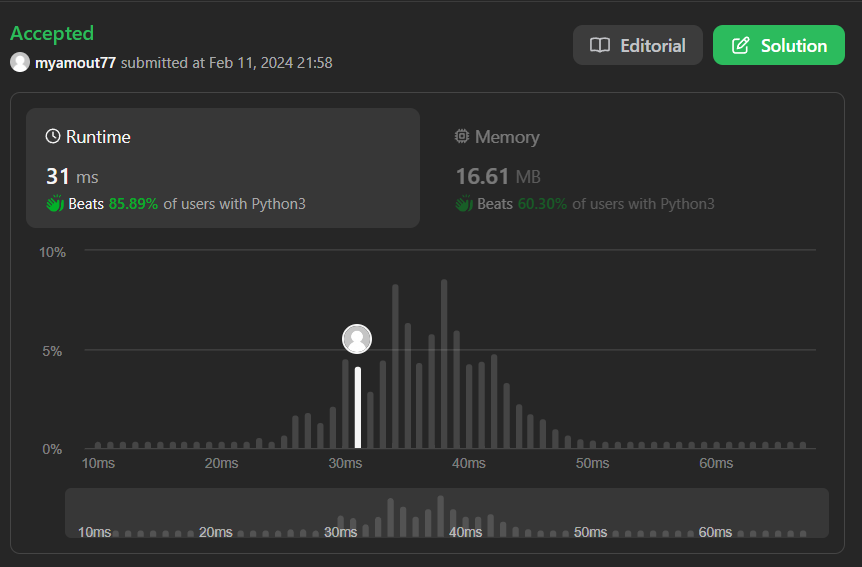 Accepted
myamout77 submitted at Feb 11, 2024 21:58
Editorial
Solution
Runtime
31 ms
Beats 85.89% of users with Python3
Memory
16.61 MB
Beats 60.30% of users with Python3
10%
5%
0%
10ms 20ms 30ms 40ms 50ms 60ms
10ms 20ms 30ms 40ms 50ms 60ms